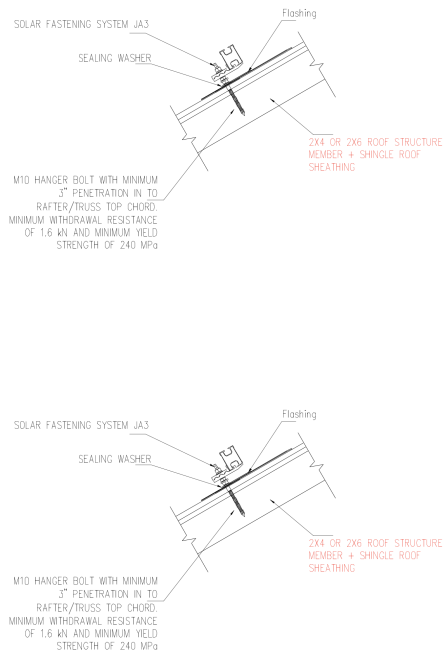 Flashing
SOLAR FASTENING SYSTEM JA3
SEALING WASHER
2X4 OR 2X6 ROOF STRUCTURE
MEMBER + SHINGLE ROOF
SHEATHING
M10 HANGER BOLT WITH MINIMUM
3" PENETRATION IN TO
RAFTER/TRUSS TOP CHORD.
MINIMUM WITHDRAWAL RESISTANCE
OF 1.6 kN AND MINIMUM YIELD
STRENGTH OF 240 MPa
Flashing
SOLAR FASTENING SYSTEM JA3
SEALING WASHER
2X4 OR 2X6 ROOF STRUCTURE
MEMBER + SHINGLE ROOF
SHEATHING
M10 HANGER BOLT WITH MINIMUM
3" PENETRATION IN TO
RAFTER/TRUSS TOP CHORD.
MINIMUM WITHDRAWAL RESISTANCE
OF 1.6 kN AND MINIMUM YIELD
STRENGTH OF 240 MPa